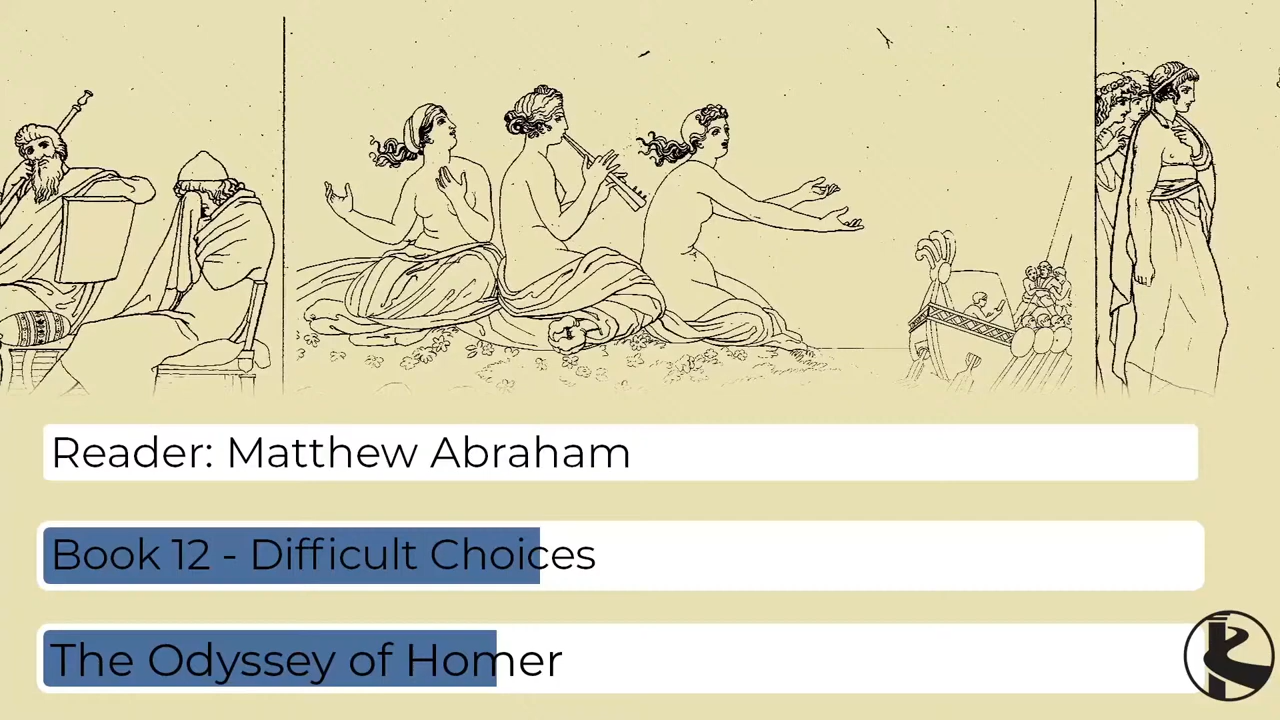 Reader: Matthew Abraham
Book 12 - Difficult Choices
The Odyssey of Homer